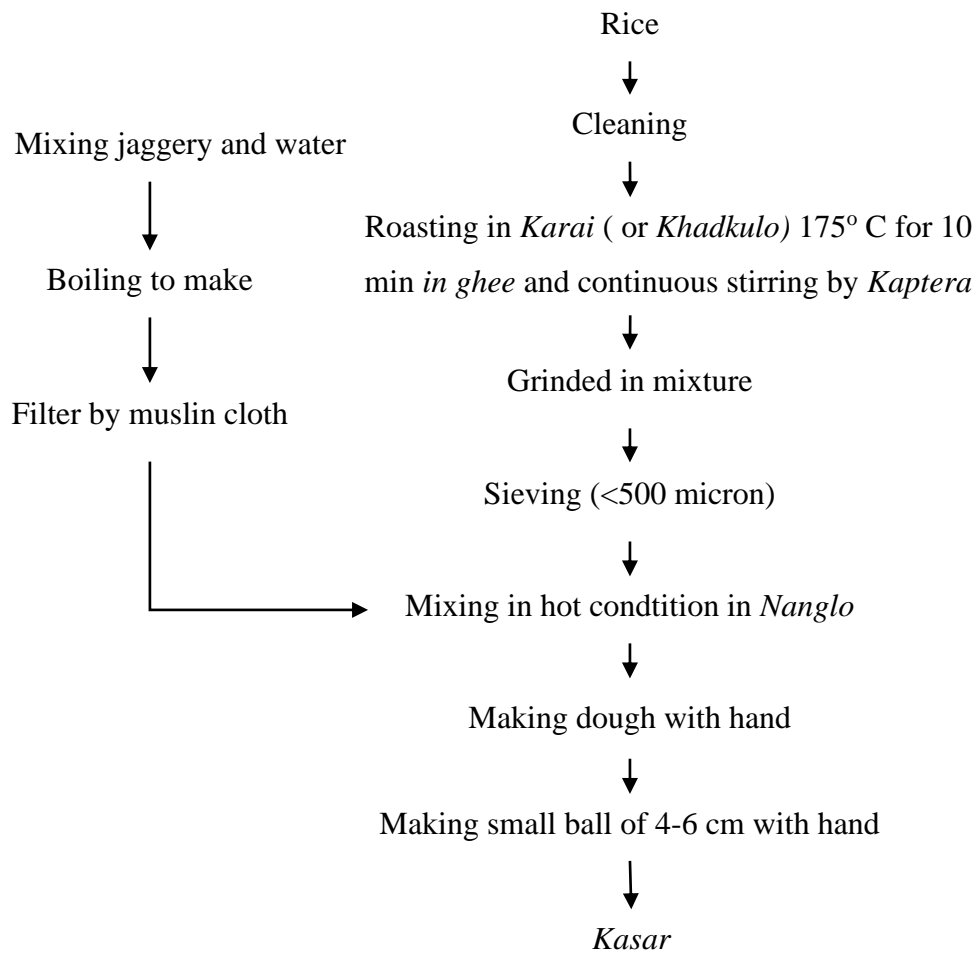 Rice
Cleaning
Mixing jaggery and water
Roasting in Karai ( or Khadkulo) 175o C for 10
min in ghee and continuous stirring by Kaptera
Boiling to make
Grinded in mixture
Filter by muslin cloth
Sieving (<500 micron)
Mixing in hot condtition in Nanglo
Making dough with hand
Making small ball of 4-6 cm with hand
Kasar